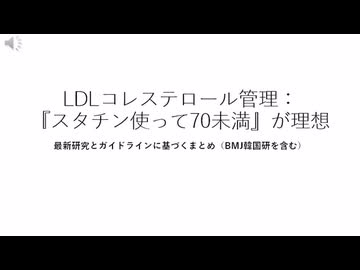 LDLコレステロール管理：
『スタチン使って70未満』が理想
最新研究とガイドラインに基づくまとめ（BMJ韓国研を含む）